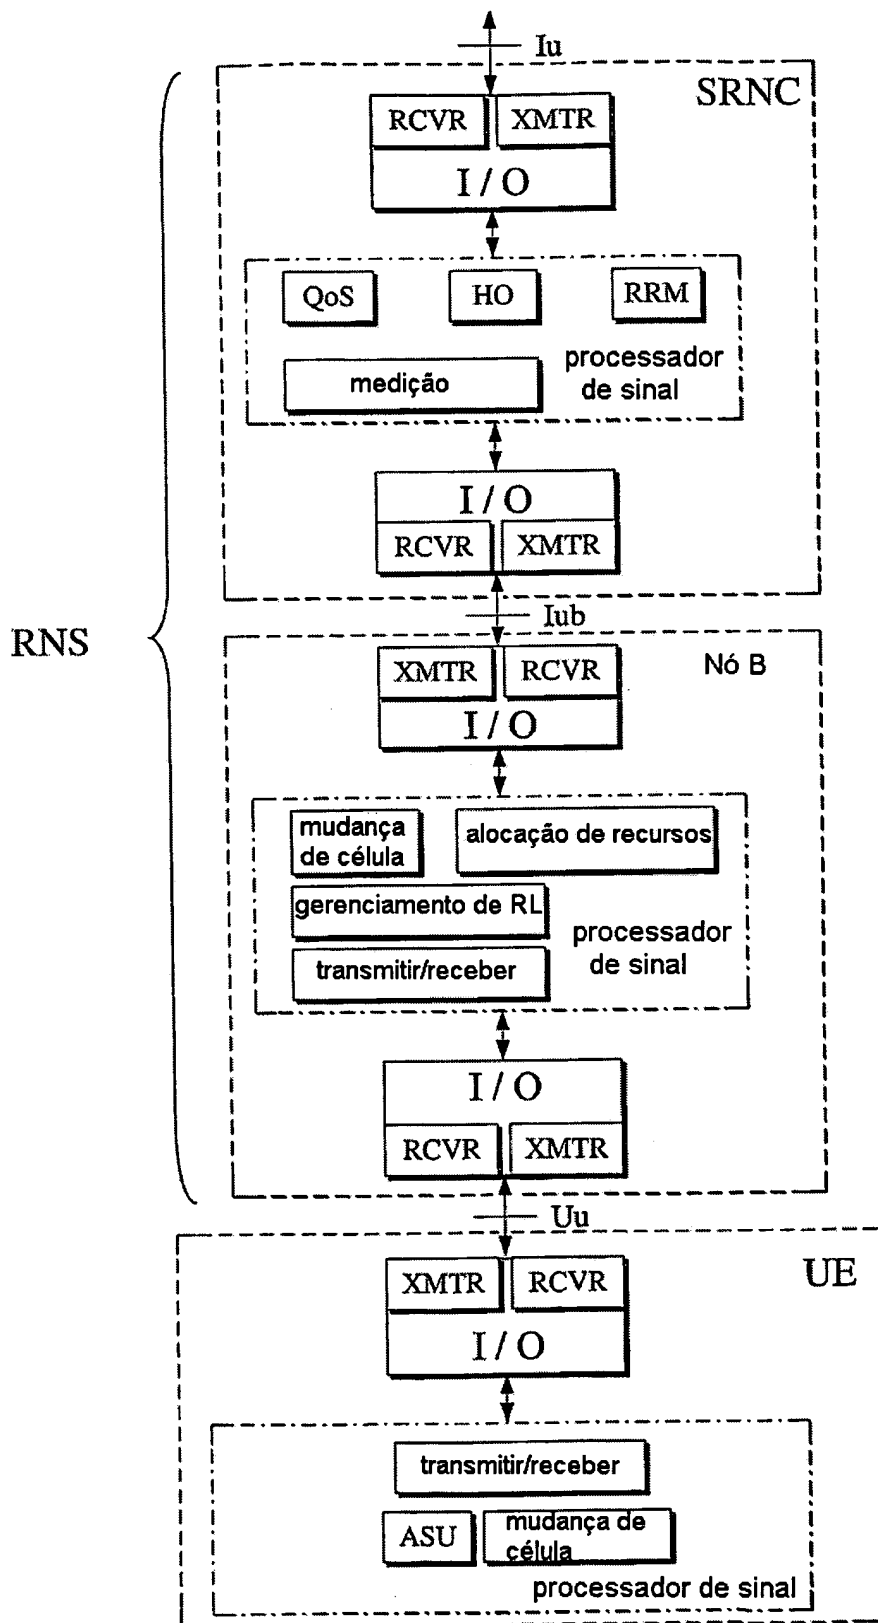 Iu
SRNC
RCVR XMTR
I / O
QoS HO RRM
medição
processador
de sinal
I / O
RCVR XMTR
Iub
RNS
XMTR RCVR
Nó B
I / O
mudança
de célula
alocação de recursos
gerenciamento de RL
processador
de sinal
transmitir/receber
I / O
RCVR XMTR
Uu
XMTR RCVR
UE
I / O
transmitir/receber
ASU
mudança de
célula
processador de sinal